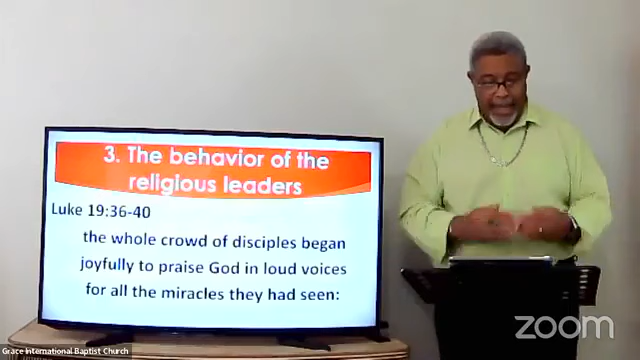 3. The behavior of the
religious leaders
Luke 19:36-40
the whole crowd of disciples began
joyfully to praise God in loud voices
for all the miracles they had seen:
Grace International Baptist Church
zoom